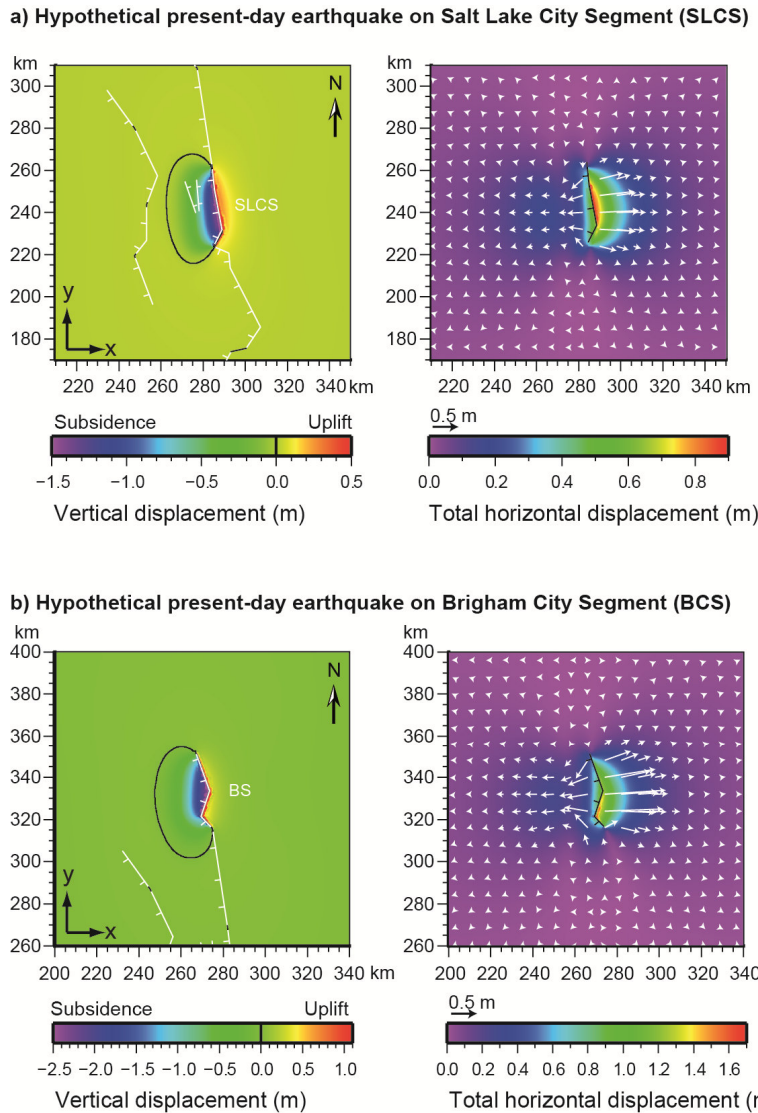 a) Hypothetical present-day earthquake on Salt Lake City Segment (SLCS)
km
300
280
260
240
220
200
180
N
SLCS
y
x
220 240 260 280 300 320 340 km
km
300
280
260
240
220
200
180
220 240 260 280 300 320 km
Subsidence Uplift
−1.5 −1.0 −0.5 0.0 0.5
Vertical displacement (m)
0.5 m
0.0 0.2 0.4 0.6 0.8
Total horizontal displacement (m)
b) Hypothetical present-day earthquake on Brigham City Segment (BCS)
km
400
380
360
340
320
300
280
260
N
BS
y
x
200 220 240 260 280 300 320 340 km
km
400
380
360
340
320
300
280
260
200 220 240 260 280 300 320 340
Subsidence Uplift
−2.5 −2.0 −1.5 −1.0 −0.5 0.0 0.5 1.0
Vertical displacement (m)
0.5 m
0.0 0.2 0.4 0.6 0.8 1.0 1.2 1.4 1.6
Total horizontal displacement (